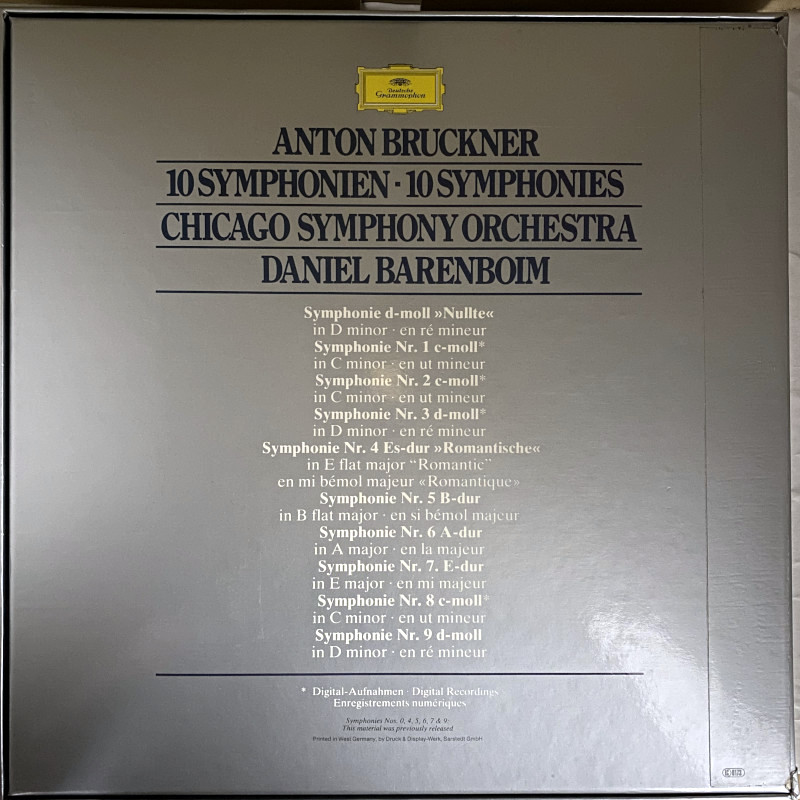 Deutsche
Grammophon
ANTON BRUCKNER
10 SYMPHONIEN · 10 SYMPHONIES
CHICAGO SYMPHONY ORCHESTRA
DANIEL BARENBOIM
Symphonie d-moll »Nullte«
in D minor · en ré mineur
Symphonie Nr. 1 c-moll*
in C minor · en ut mineur
Symphonie Nr. 2 c-moll*
in C minor · en ut mineur
Symphonie Nr. 3 d-moll*
in D minor · en ré mineur
Symphonie Nr. 4 Es-dur »Romantische«
in E flat major “Romantic”
en mi bémol majeur «Romantique»
Symphonie Nr. 5 B-dur
in B flat major · en si bémol majeur
Symphonie Nr. 6 A-dur
in A major · en la majeur
Symphonie Nr. 7. E-dur
in E major · en mi majeur
Symphonie Nr. 8 c-moll*
in C minor · en ut mineur
Symphonie Nr. 9 d-moll
in D minor · en ré mineur
* Digital-Aufnahmen · Digital Recordings
Enregistrements numériques
Symphonies Nos. 0, 4, 5, 6, 7 & 9:
This material was previously released
Printed in West Germany, by Druck & Display-Werk, Barsfeldt GmbH